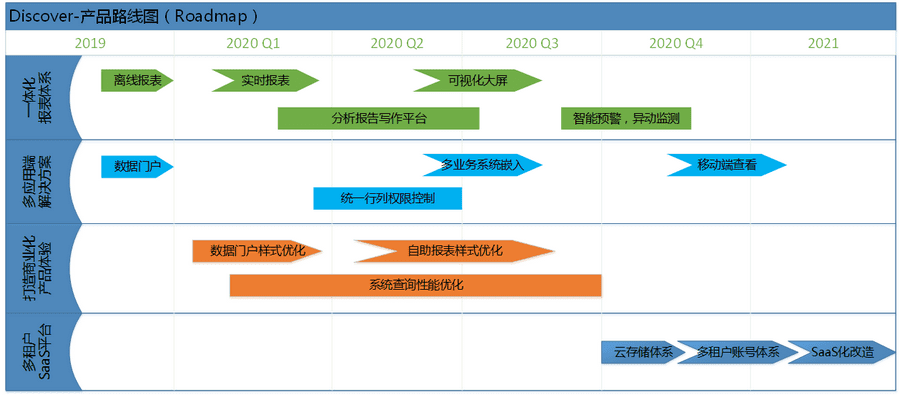 Discover-产品路线图（Roadmap）
2019
2020 Q1
2020 Q2
2020 Q3
2020 Q4
2021
一体化
报表体系
离线报表
实时报表
可视化大屏
分析报告写作平台
智能预警，异动监测
多应用端
解决方案
数据门户
多业务系统嵌入
移动端查看
统一行列权限控制
打造商业化
产品体验
数据门户样式优化
自助报表样式优化
系统查询性能优化
多租户
SaaS平台
云存储体系
多租户账号体系
SaaS化改造